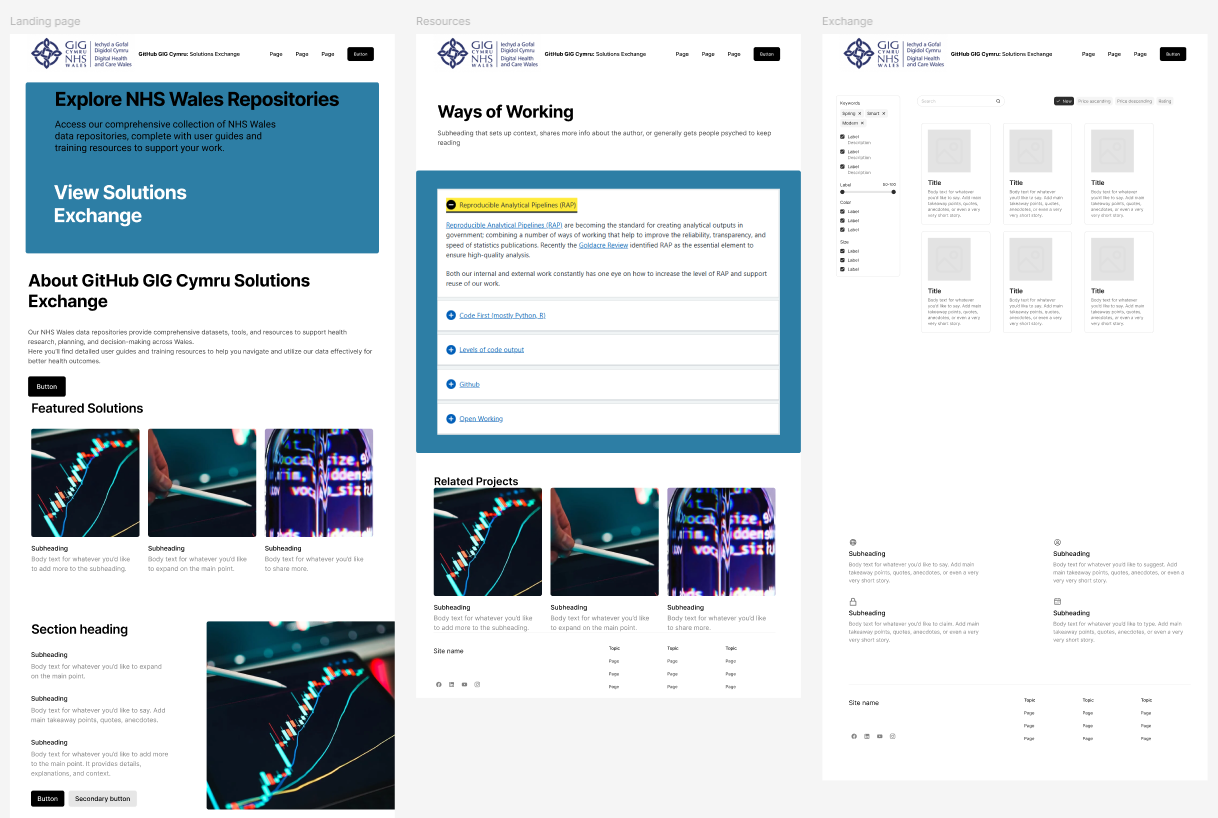 Landing page
GIG
CYMRU
NHS
WALES
Iechyd a Gofal
Digidol Cymru
Digital Health
and Care Wales
GitHub GIG Cymru: Solutions Exchange
Page
Page
Page
Button
Explore NHS Wales Repositories
Access our comprehensive collection of NHS Wales
data repositories, complete with user guides and
training resources to support your work.
View Solutions
Exchange
About GitHub GIG Cymru Solutions
Exchange
Our NHS Wales data repositories provide comprehensive datasets, tools, and resources to support health
research, planning, and decision-making across Wales.
Here you'll find detailed user guides and training resources to help you navigate and utilize our data effectively for
better health outcomes.
Button
Featured Solutions
Subheading
Body text for whatever you'd like
to add more to the subheading.
Subheading
Body text for whatever you'd like
to expand on the main point.
Subheading
Body text for whatever you'd like
to share more.
Section heading
Subheading
Body text for whatever you'd like to expand
on the main point.
Subheading
Body text for whatever you'd like to say. Add
main takeaway points, quotes, anecdotes.
Subheading
Body text for whatever you'd like to add more
to the main point. It provides details,
explanations, and context.
Button
Secondary button
Resources
GIG
CYMRU
NHS
WALES
Iechyd a Gofal
Digidol Cymru
Digital Health
and Care Wales
GitHub GIG Cymru: Solutions Exchange
Page
Page
Page
Button
Ways of Working
Subheading that sets up context, shares more info about the author, or generally gets people psyched to keep
reading
Reproducible Analytical Pipelines (RAP)
Reproducible Analytical Pipelines (RAP) are becoming the standard for creating analytical outputs in
government; combining a number of ways of working that help to improve the reliability, transparency, and
speed of statistics publications. Recently the Goldacre Review identified RAP as the essential element to
ensure high-quality analysis.
Both our internal and external work constantly has one eye on how to increase the level of RAP and support
reuse of our work.
Code First (mostly Python, R)
Levels of code output
Github
Open Working
Related Projects
Subheading
Body text for whatever you'd like
to add more to the subheading.
Subheading
Body text for whatever you'd like
to expand on the main point.
Subheading
Body text for whatever you'd like
to share more.
Site name
Topic
Page
Page
Page
Topic
Page
Page
Page
Topic
Page
Page
Page
Exchange
GIG
CYMRU
NHS
WALES
Iechyd a Gofal
Digidol Cymru
Digital Health
and Care Wales
GitHub GIG Cymru: Solutions Exchange
Page
Page
Page
Button
Keywords
Spring
Smart
Modern
Label
Description
Label
Description
Label
Description
Label
$0-100
Color
Label
Label
Label
Size
Label
Label
Label
Search
New
Price ascending
Price descending
Rating
Title
Body text for whatever
you'd like to say. Add main
takeaway points, quotes,
anecdotes, or even a very
very short story.
Title
Body text for whatever
you'd like to say. Add main
takeaway points, quotes,
anecdotes, or even a very
very short story.
Title
Body text for whatever
you'd like to say. Add main
takeaway points, quotes,
anecdotes, or even a very
very short story.
Title
Body text for whatever
you'd like to say. Add main
takeaway points, quotes,
anecdotes, or even a very
very short story.
Title
Body text for whatever
you'd like to say. Add main
takeaway points, quotes,
anecdotes, or even a very
very short story.
Title
Body text for whatever
you'd like to say. Add main
takeaway points, quotes,
anecdotes, or even a very
very short story.
Subheading
Body text for whatever you'd like to say. Add main
takeaway points, quotes, anecdotes, or even a very
very short story.
Subheading
Body text for whatever you'd like to suggest. Add
main takeaway points, quotes, anecdotes, or even a
very very short story.
Subheading
Body text for whatever you'd like to claim. Add main
takeaway points, quotes, anecdotes, or even a very
very short story.
Subheading
Body text for whatever you'd like to type. Add main
takeaway points, quotes, anecdotes, or even a very
very short story.
Site name
Topic
Page
Page
Page
Topic
Page
Page
Page
Topic
Page
Page
Page